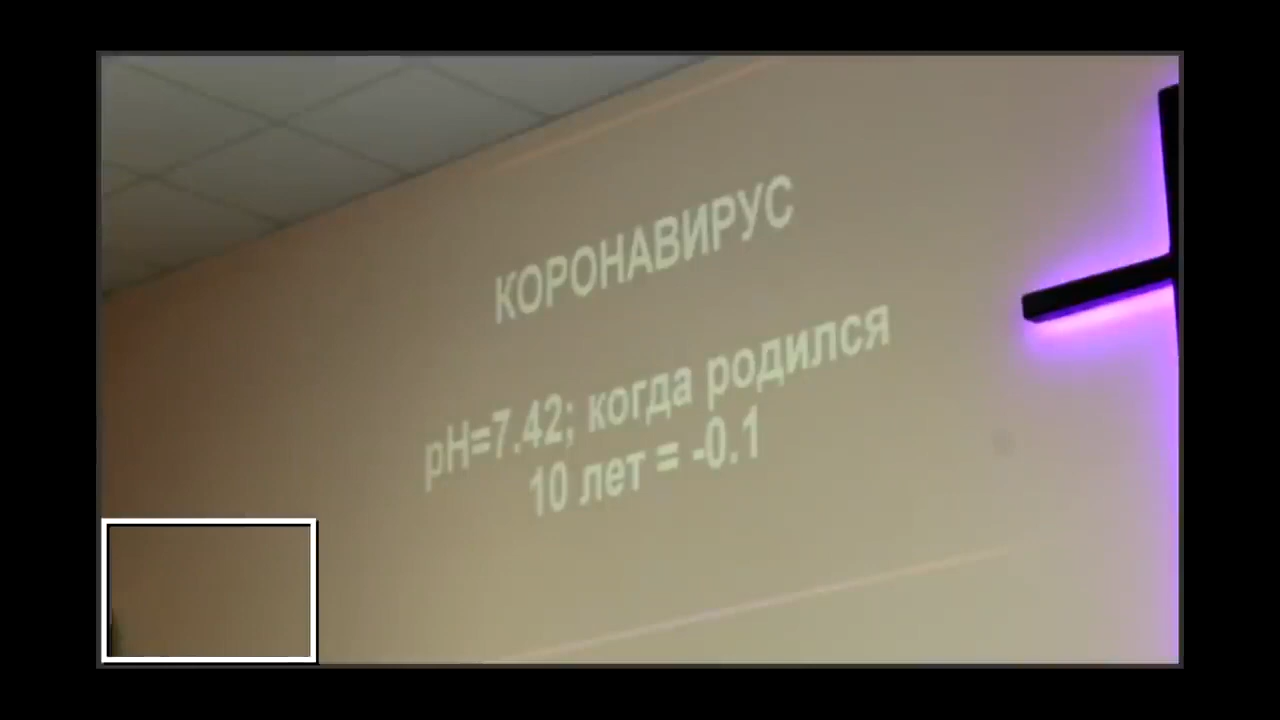 КОРОНАВИРУС
pH=7.42; когда родился
10 лет = -0.1